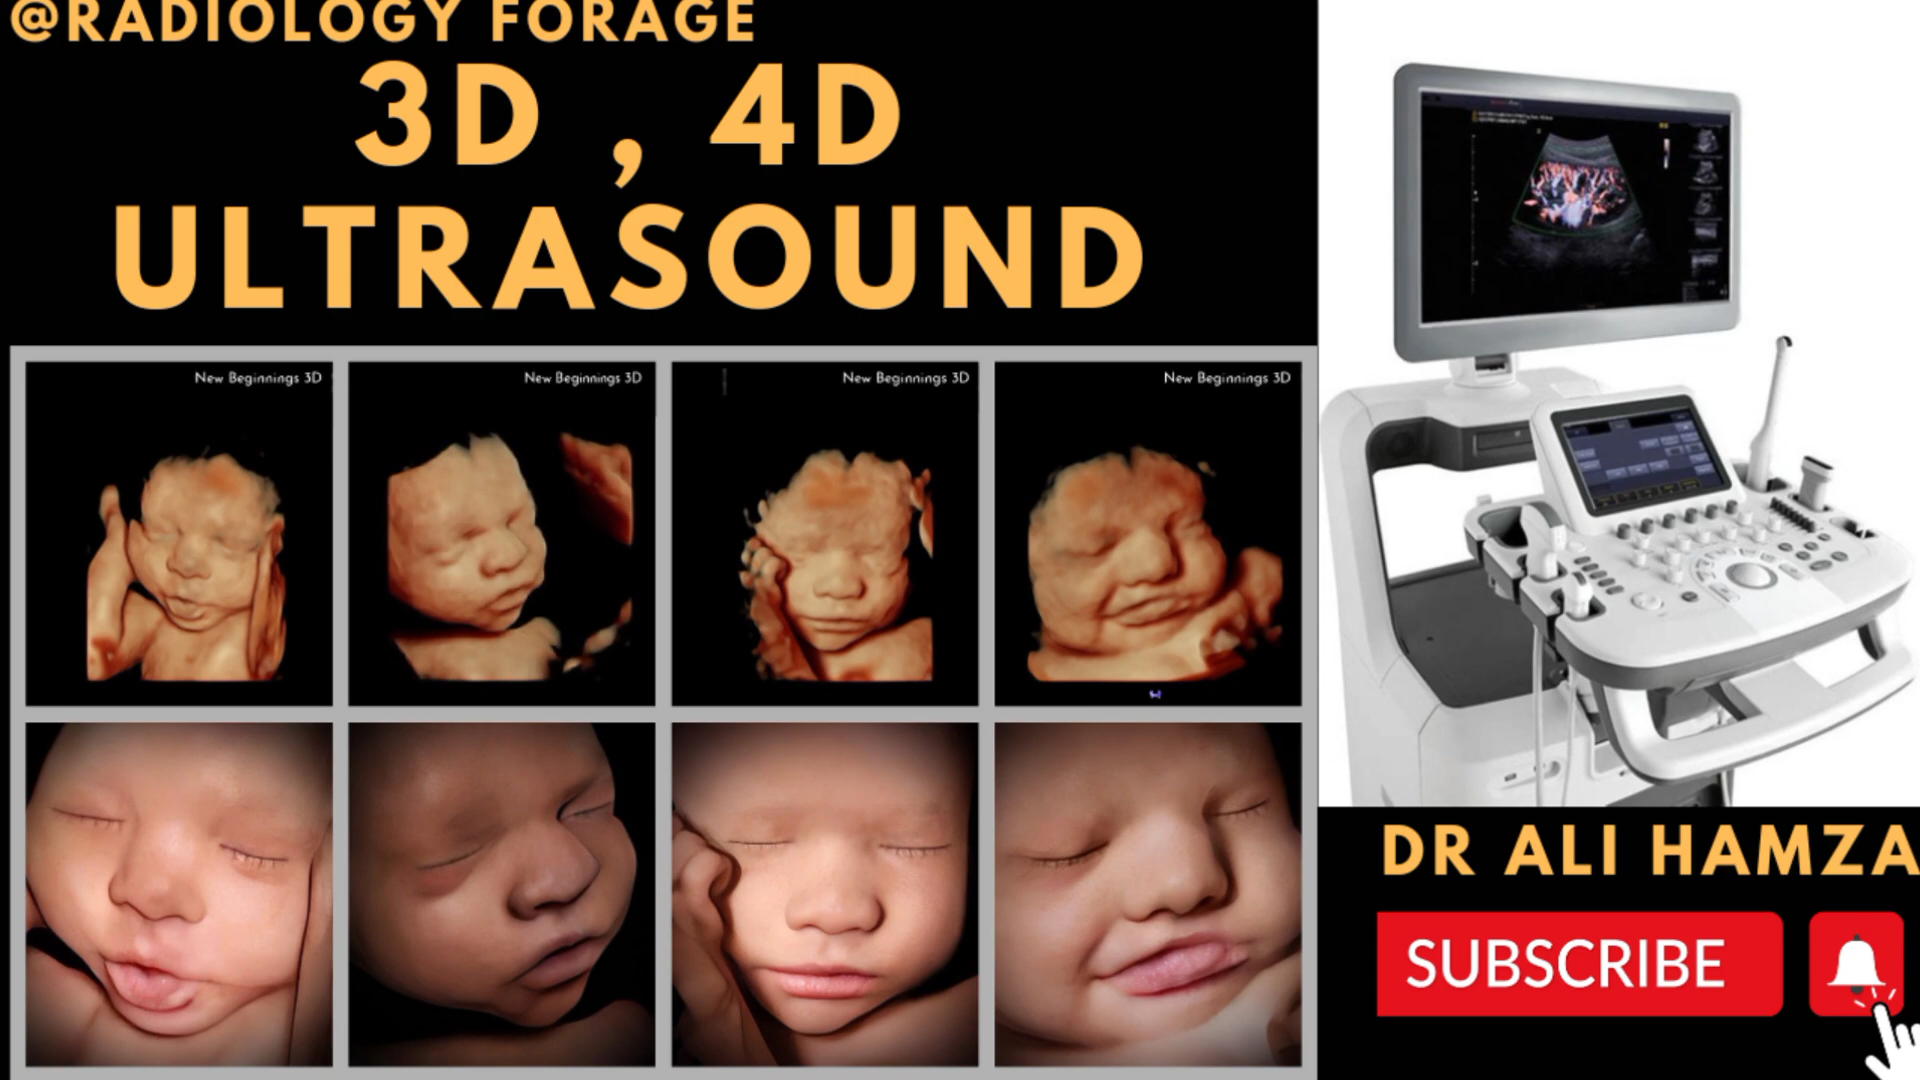 @RADIOLOGY FORAGE
3D , 4D
ULTRASOUND
New Beginnings 3D
New Beginnings 3D
New Beginnings 3D
New Beginnings 3D
DR ALI HAMZA
SUBSCRIBE